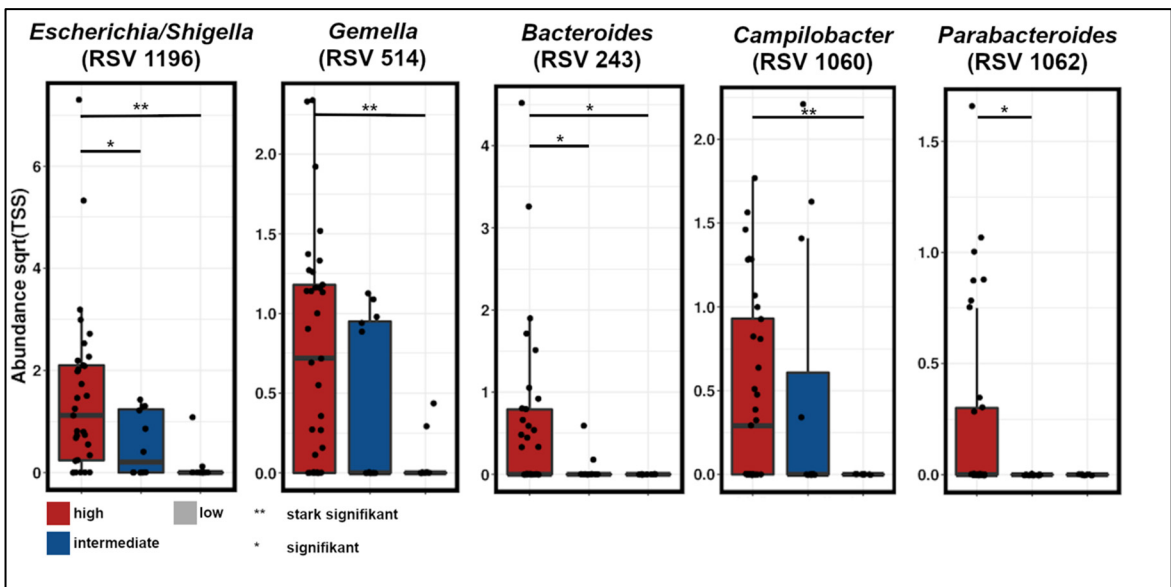 Escherichia/Shigella
(RSV 1196)
Gemella
(RSV 514)
Bacteroides
(RSV 243)
Campilobacter
(RSV 1060)
Parabacteroides
(RSV 1062)
Abundance sqrt(TSS)
6
4
2
0
**
*
2.0
1.5
1.0
0.5
0.0
**
4
3
2
1
0
*
*
2.0
1.5
1.0
0.5
0.0
**
1.5
1.0
0.5
0.0
*
high
low
** stark signifikant
intermediate
* signifikant